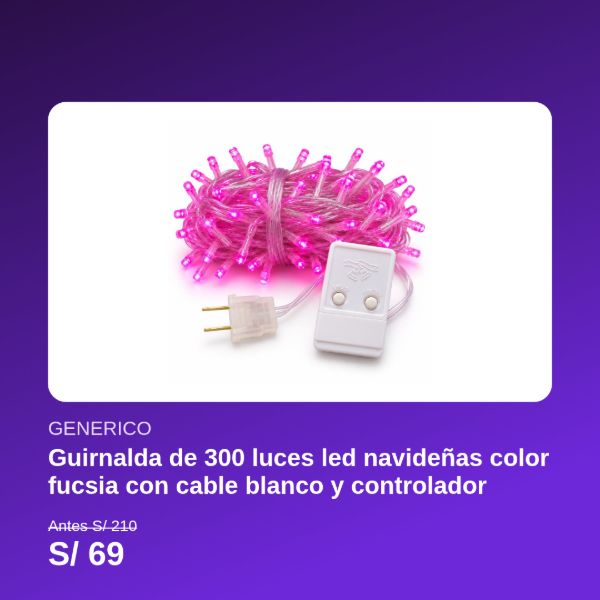 GENERICO
Guirnalda de 300 luces led navideñas color
fucsia con cable blanco y controlador
Antes S/ 210
S/ 69